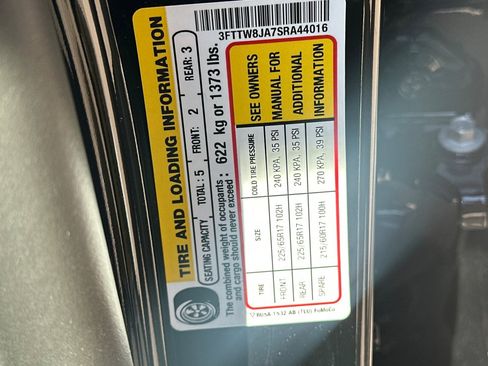 3FTTW8JA7SRA44016
TIRE AND LOADING INFORMATION
SEATING CAPACITY TOTAL : 5 FRONT: 2 REAR: 3
The combined weight of occupants : 622 kg or 1373 lbs.
and cargo should never exceed :
TIRE SIZE COLD TIRE PRESSURE SEE OWNERS
FRONT 225/65R17 102H 240 KPA, 35 PSI MANUAL FOR
REAR 225/65R17 102H 240 KPA, 35 PSI ADDITIONAL
SPARE 215/60R17 100H 270 KPA, 39 PSI INFORMATION